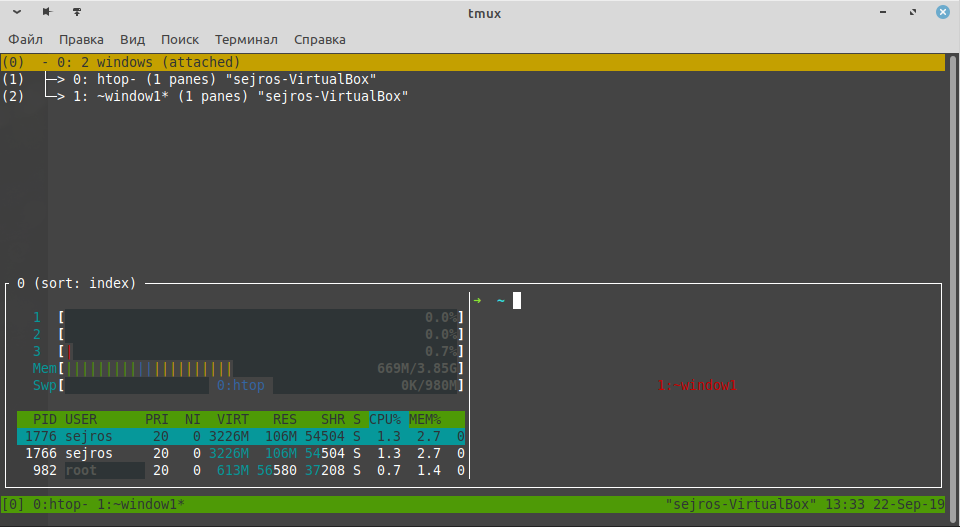 tmux
Файл Правка Вид Поиск Терминал Справка
(0) - 0: 2 windows (attached)
(1) ├─> 0: htop- (1 panes) "sejros-VirtualBox"
(2) └─> 1: ~window1* (1 panes) "sejros-VirtualBox"
0 (sort: index)
→ ~
1 [ 0.0%]
2 [ 0.0%]
3 [| 0.7%]
Mem[||||||||||||||||||||| 669M/3.85G]
Swp[ 0K/980M]
0:htop
1:~window1
PID USER PRI NI VIRT RES SHR S CPU% MEM%
1776 sejros 20 0 3226M 106M 54504 S 1.3 2.7 0
1766 sejros 20 0 3226M 106M 54504 S 1.3 2.7 0
982 root 20 0 613M 56580 37208 S 0.7 1.4 0
[0] 0:htop- 1:~window1* "sejros-VirtualBox" 13:33 22-Sep-19